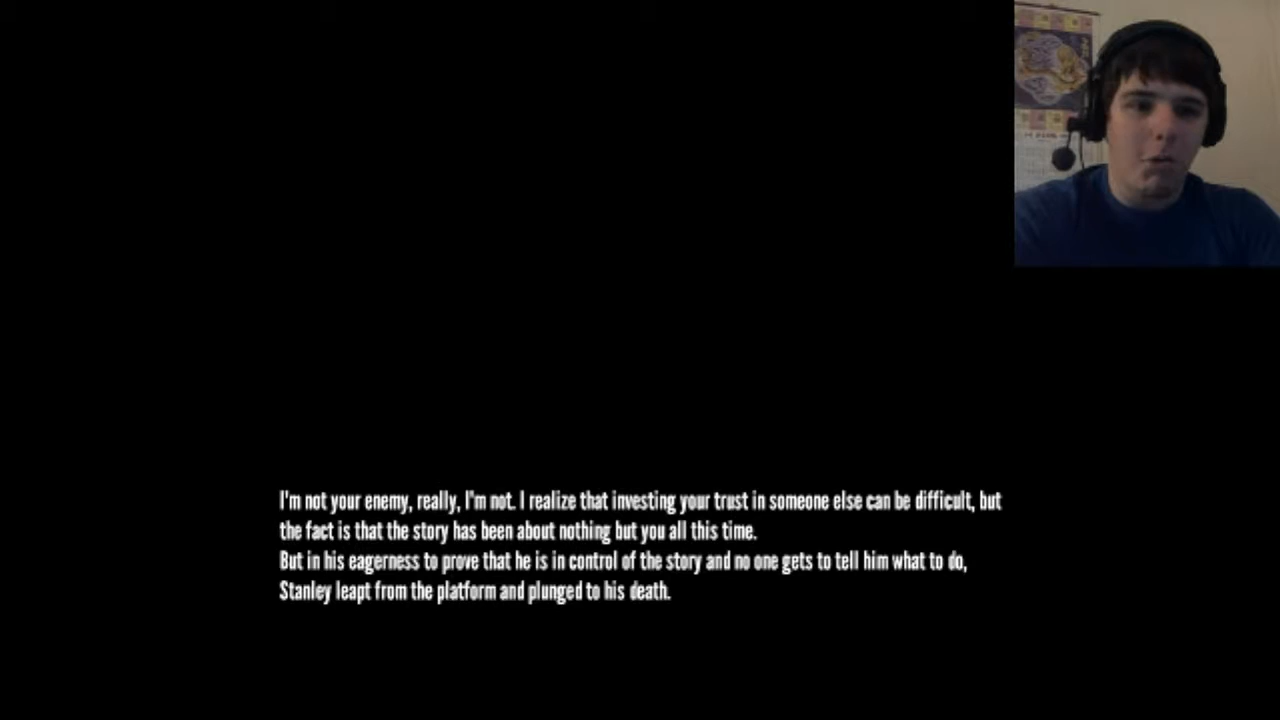 I'm not your enemy, really, I'm not. I realize that investing your trust in someone else can be difficult, but
the fact is that the story has been about nothing but you all this time.
But in his eagerness to prove that he is in control of the story and no one gets to tell him what to do,
Stanley leapt from the platform and plunged to his death.